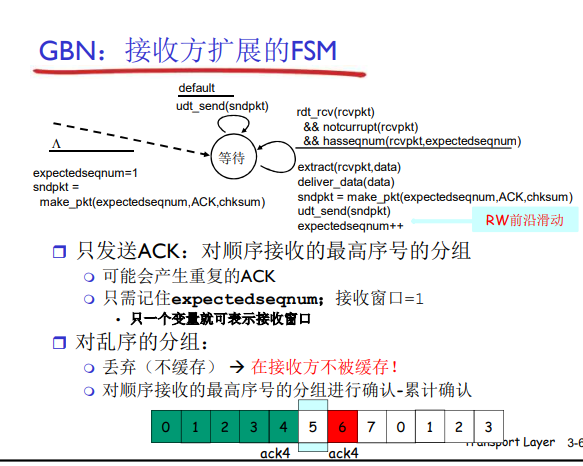 GBN：接收方扩展的FSM
default
udt_send(sndpkt)
rdt_rcv(rcvpkt)
&& notcurrupt(rcvpkt)
&& hasseqnum(rcvpkt,expectedseqnum)
Λ
等待
expectedseqnum=1
sndpkt =
make_pkt(expectedseqnum,ACK,chksum)
extract(rcvpkt,data)
deliver_data(data)
sndpkt = make_pkt(expectedseqnum,ACK,chksum)
udt_send(sndpkt)
expectedseqnum++
RW前沿滑动
只发送ACK：对顺序接收的最高序号的分组
可能会产生重复的ACK
只需记住expectedseqnum；接收窗口=1
• 只一个变量就可表示接收窗口
对乱序的分组：
丢弃（不缓存） → 在接收方不被缓存！
对顺序接收的最高序号的分组进行确认-累计确认
0 1 2 3 4 5 6 7 0 1 2 3
ack4 ack4
Transport Layer 3-6